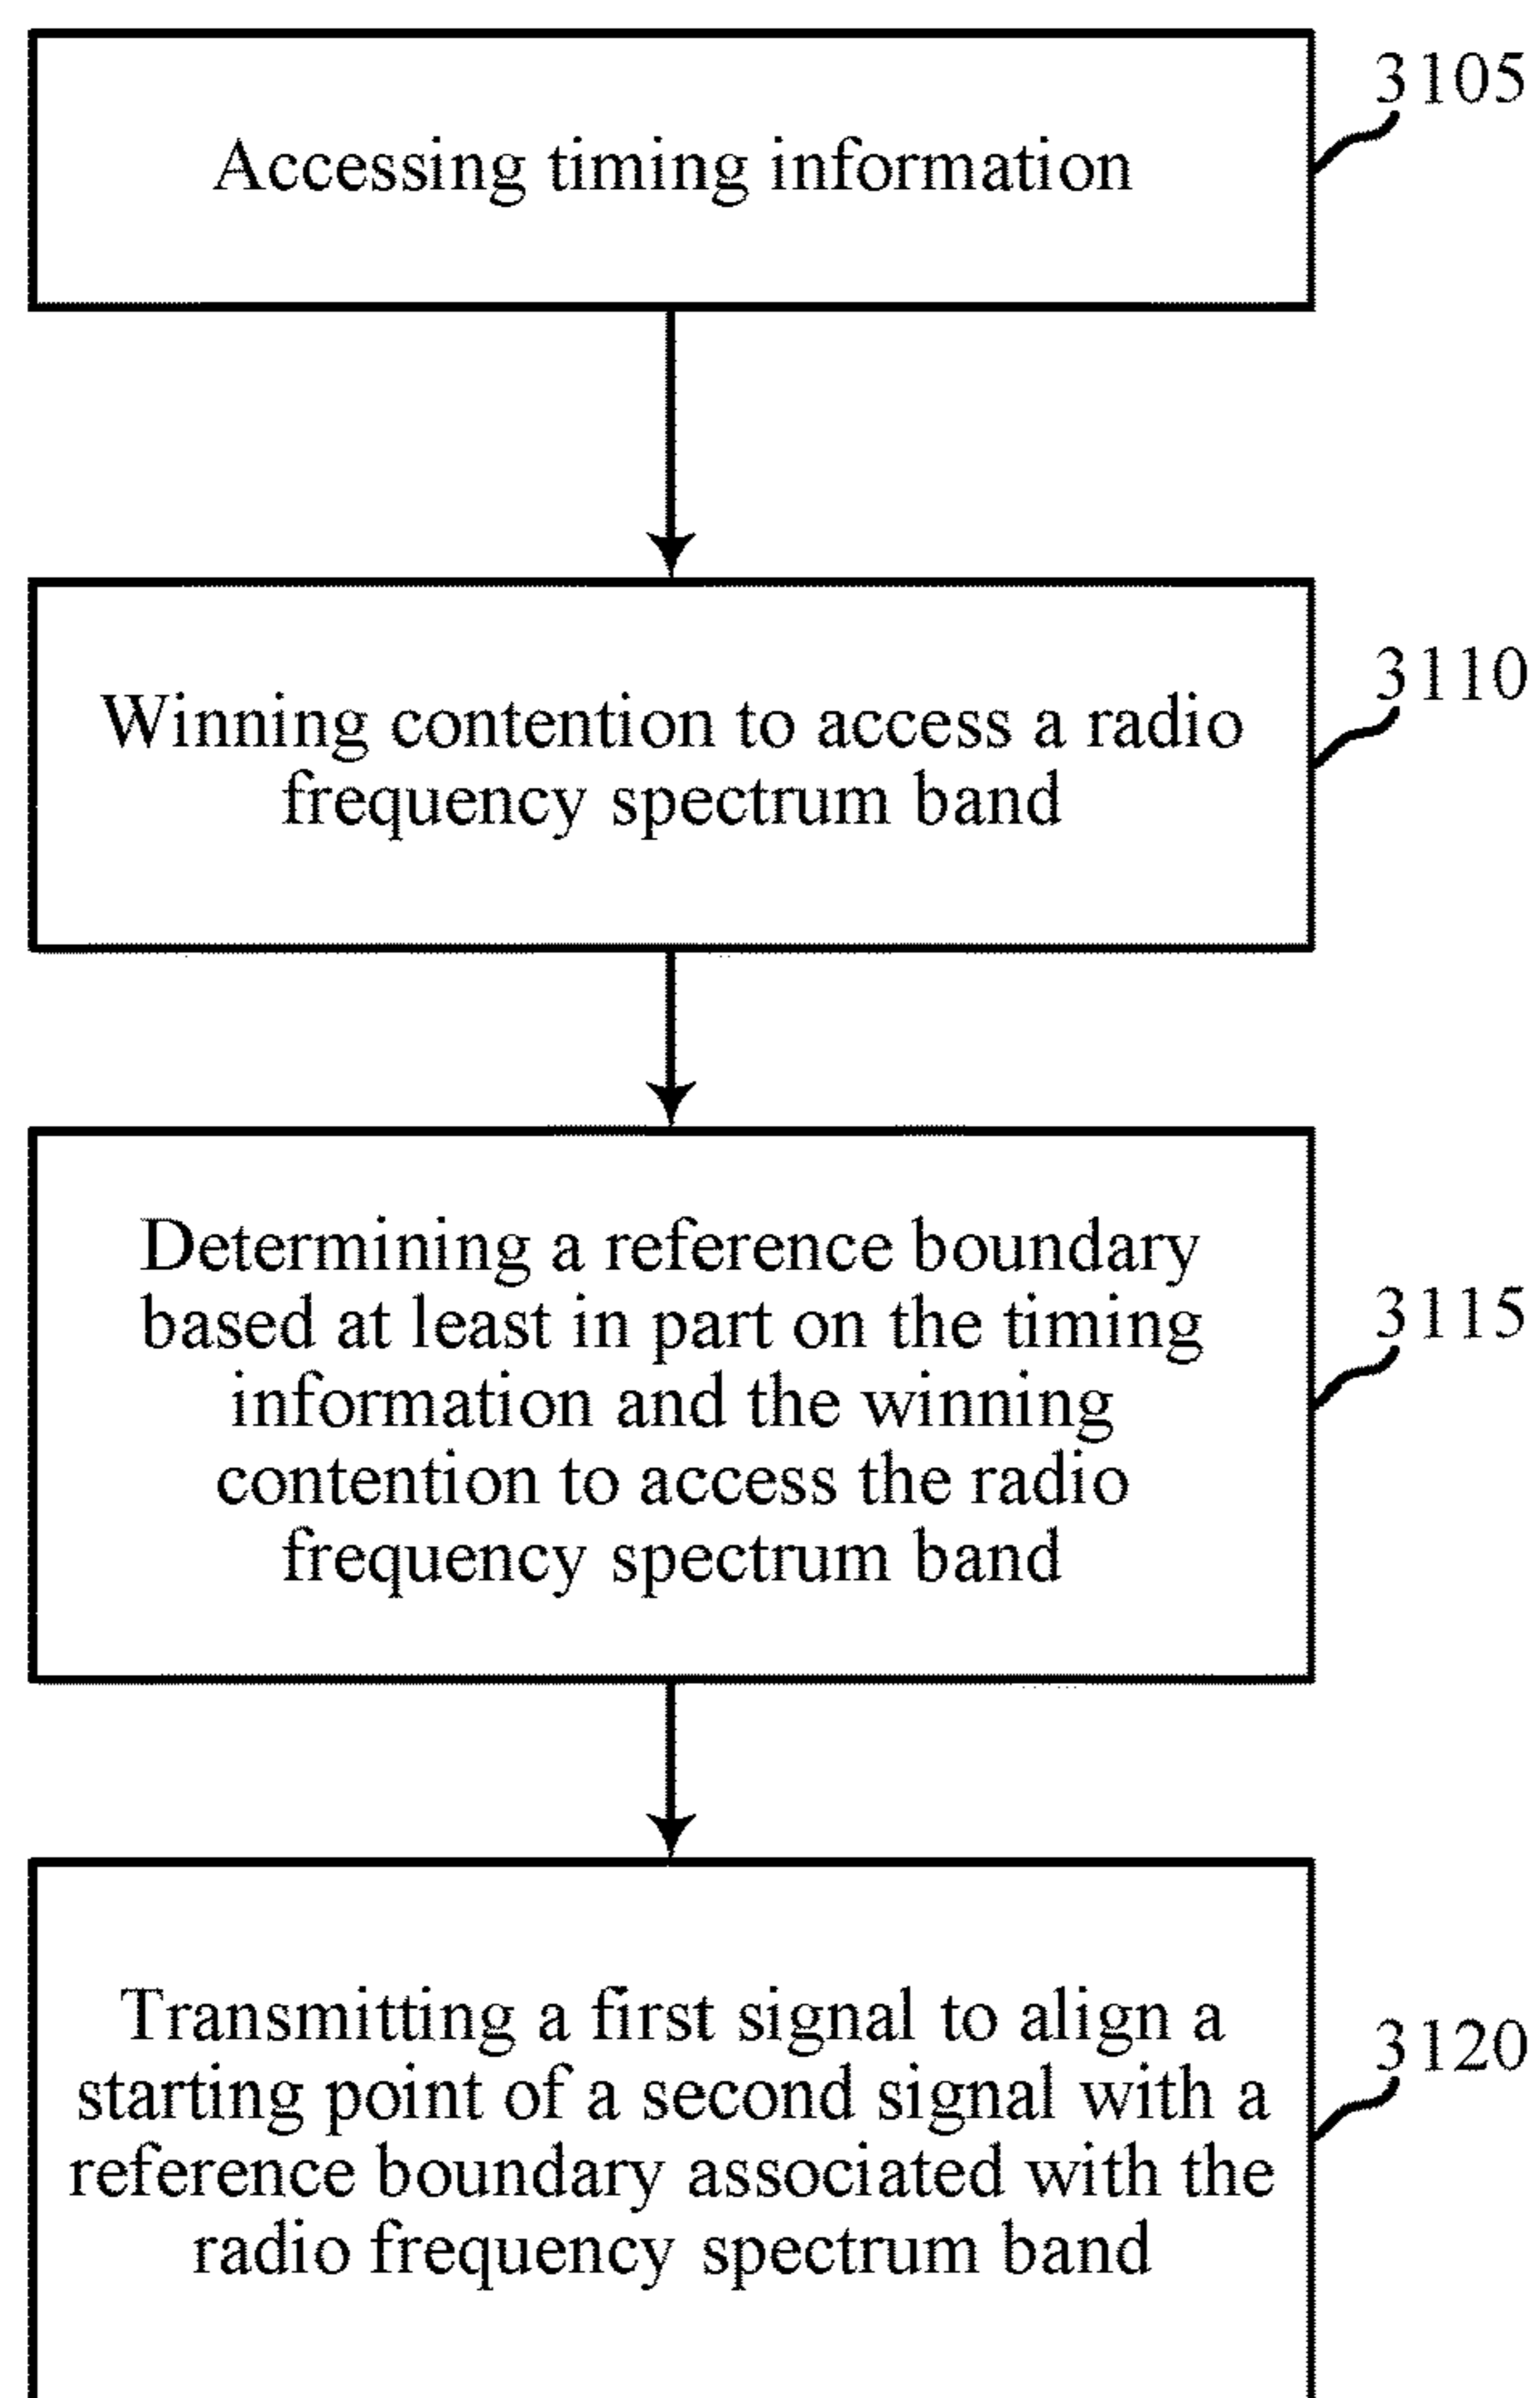 3105
Accessing timing information
3110
Winning contention to access a radio
frequency spectrum band
Determining a reference boundary
based at least in part on the timing
information and the winning
contention to access the radio
frequency spectrum band
3115
Transmitting a first signal to align a
starting point of a second signal with a
reference boundary associated with the
radio frequency spectrum band
3120